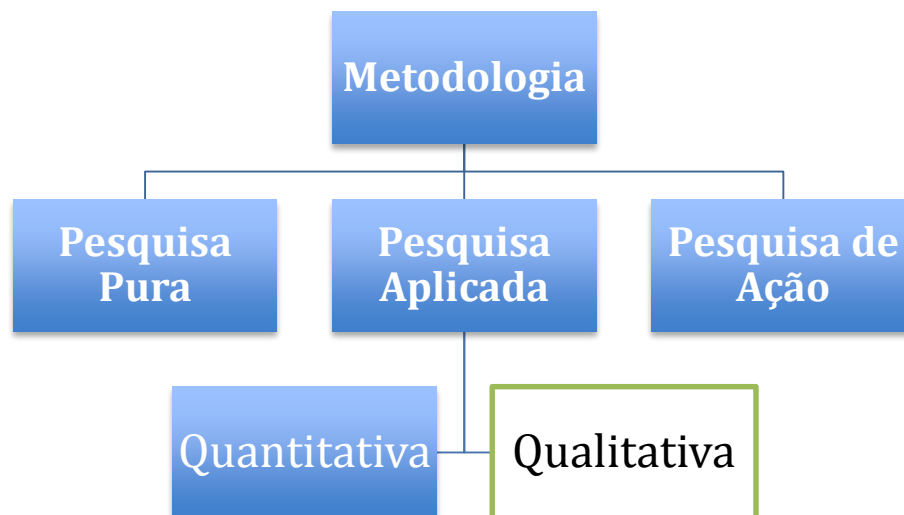 Metodologia
Pesquisa
Pura
Pesquisa
Aplicada
Pesquisa de
Ação
Quantitativa
Qualitativa